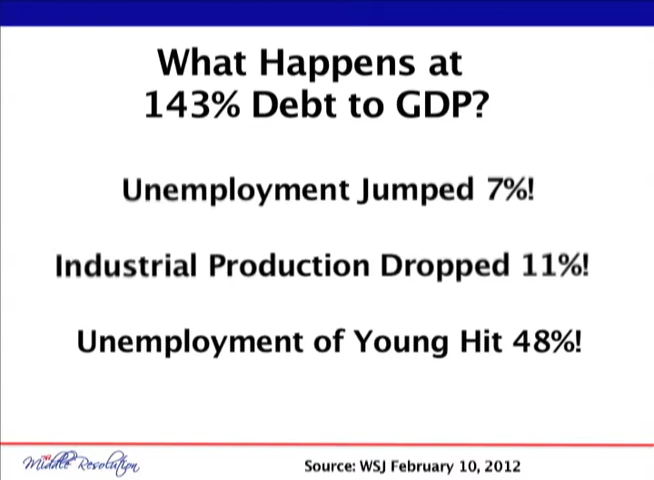 What Happens at
143% Debt to GDP?
Unemployment Jumped 7%!
Industrial Production Dropped 11%!
Unemployment of Young Hit 48%!
The Middle Resolution
Source: WSJ February 10, 2012